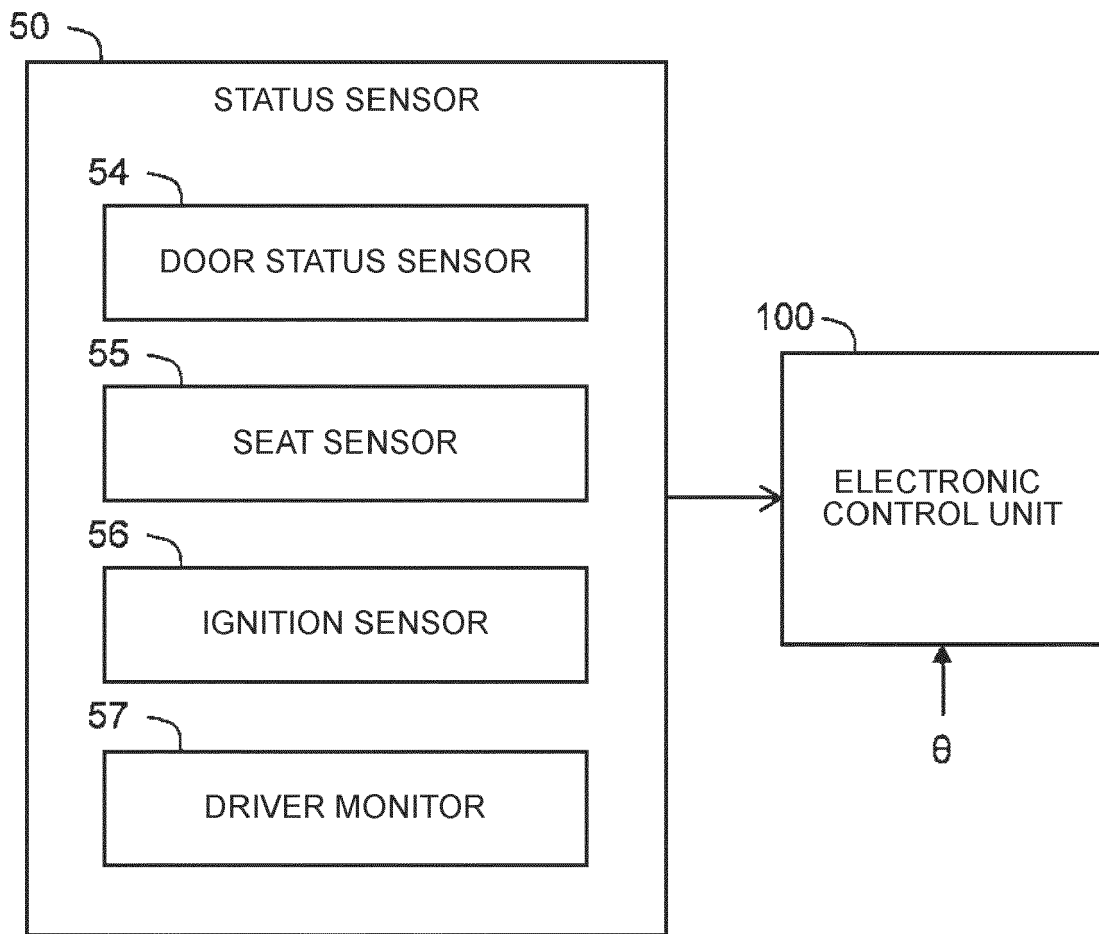 50
STATUS SENSOR
54
DOOR STATUS SENSOR
55
SEAT SENSOR
56
IGNITION SENSOR
57
DRIVER MONITOR
100
ELECTRONIC
CONTROL UNIT
θ